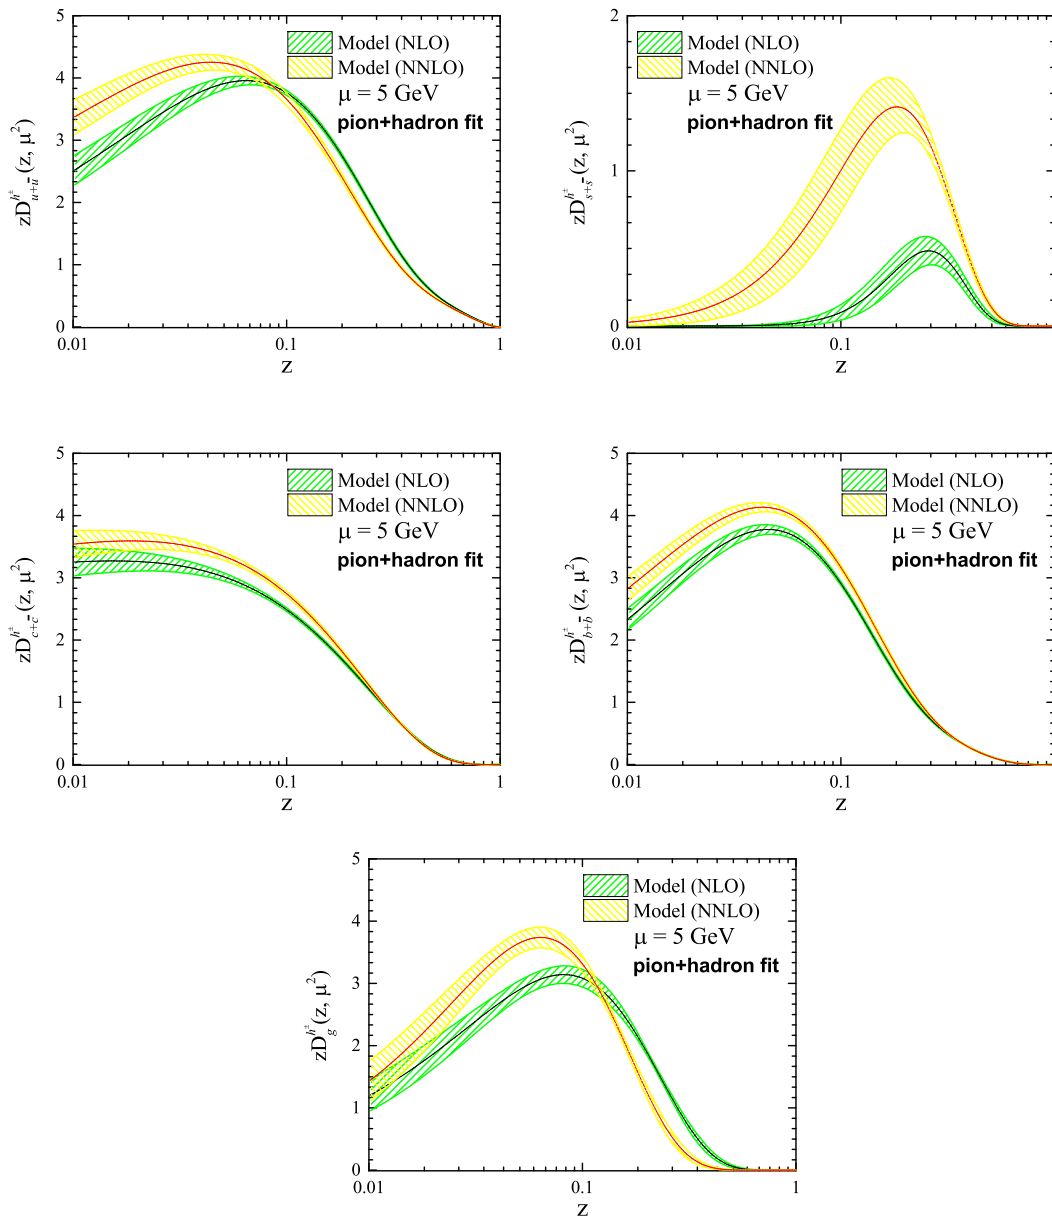 5
4
3
2
1
0
0.01
0.1
1
z
zD^{h^±}_{u+ū}(z, μ²)
Model (NLO)
Model (NNLO)
μ = 5 GeV
pion+hadron fit
2
1
0
0.01
0.1
z
zD^{h^±}_{s+s̄}(z, μ²)
Model (NLO)
Model (NNLO)
μ = 5 GeV
pion+hadron fit
5
4
3
2
1
0
0.01
0.1
1
z
zD^{h^±}_{c+c̄}(z, μ²)
Model (NLO)
Model (NNLO)
μ = 5 GeV
pion+hadron fit
5
4
3
2
1
0
0.01
0.1
z
zD^{h^±}_{b+b̄}(z, μ²)
Model (NLO)
Model (NNLO)
μ = 5 GeV
pion+hadron fit
5
4
3
2
1
0
0.01
0.1
1
z
zD^{h^±}_{g}(z, μ²)
Model (NLO)
Model (NNLO)
μ = 5 GeV
pion+hadron fit